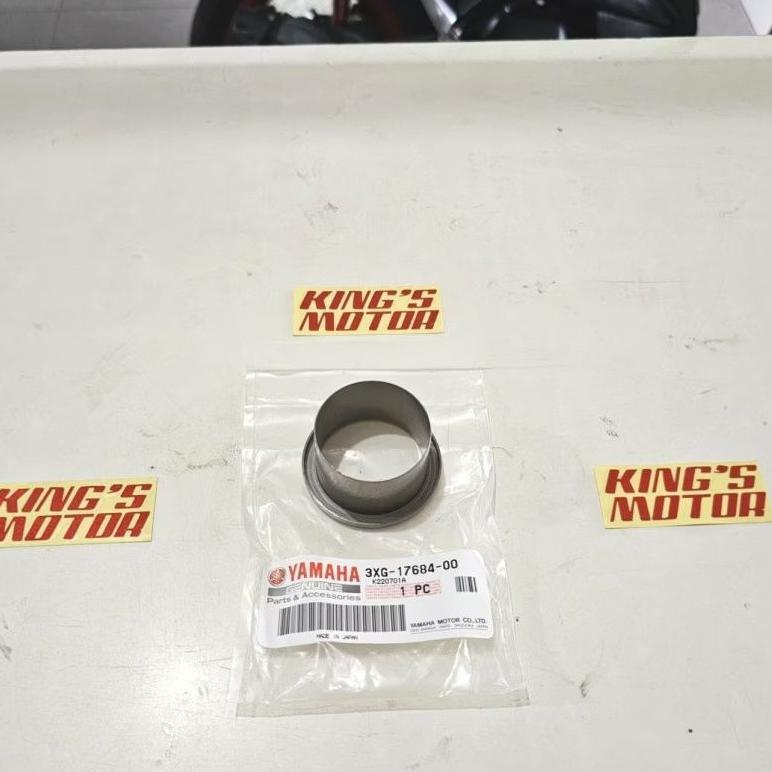 KING'S
MOTOR
KING'S
MOTOR
KING'S
MOTOR
YAMAHA
GENUINE
Parts & Accessories
3XG-17684-00
K220701A
1 PC
MADE IN JAPAN
YAMAHA MOTOR CO.,LTD.